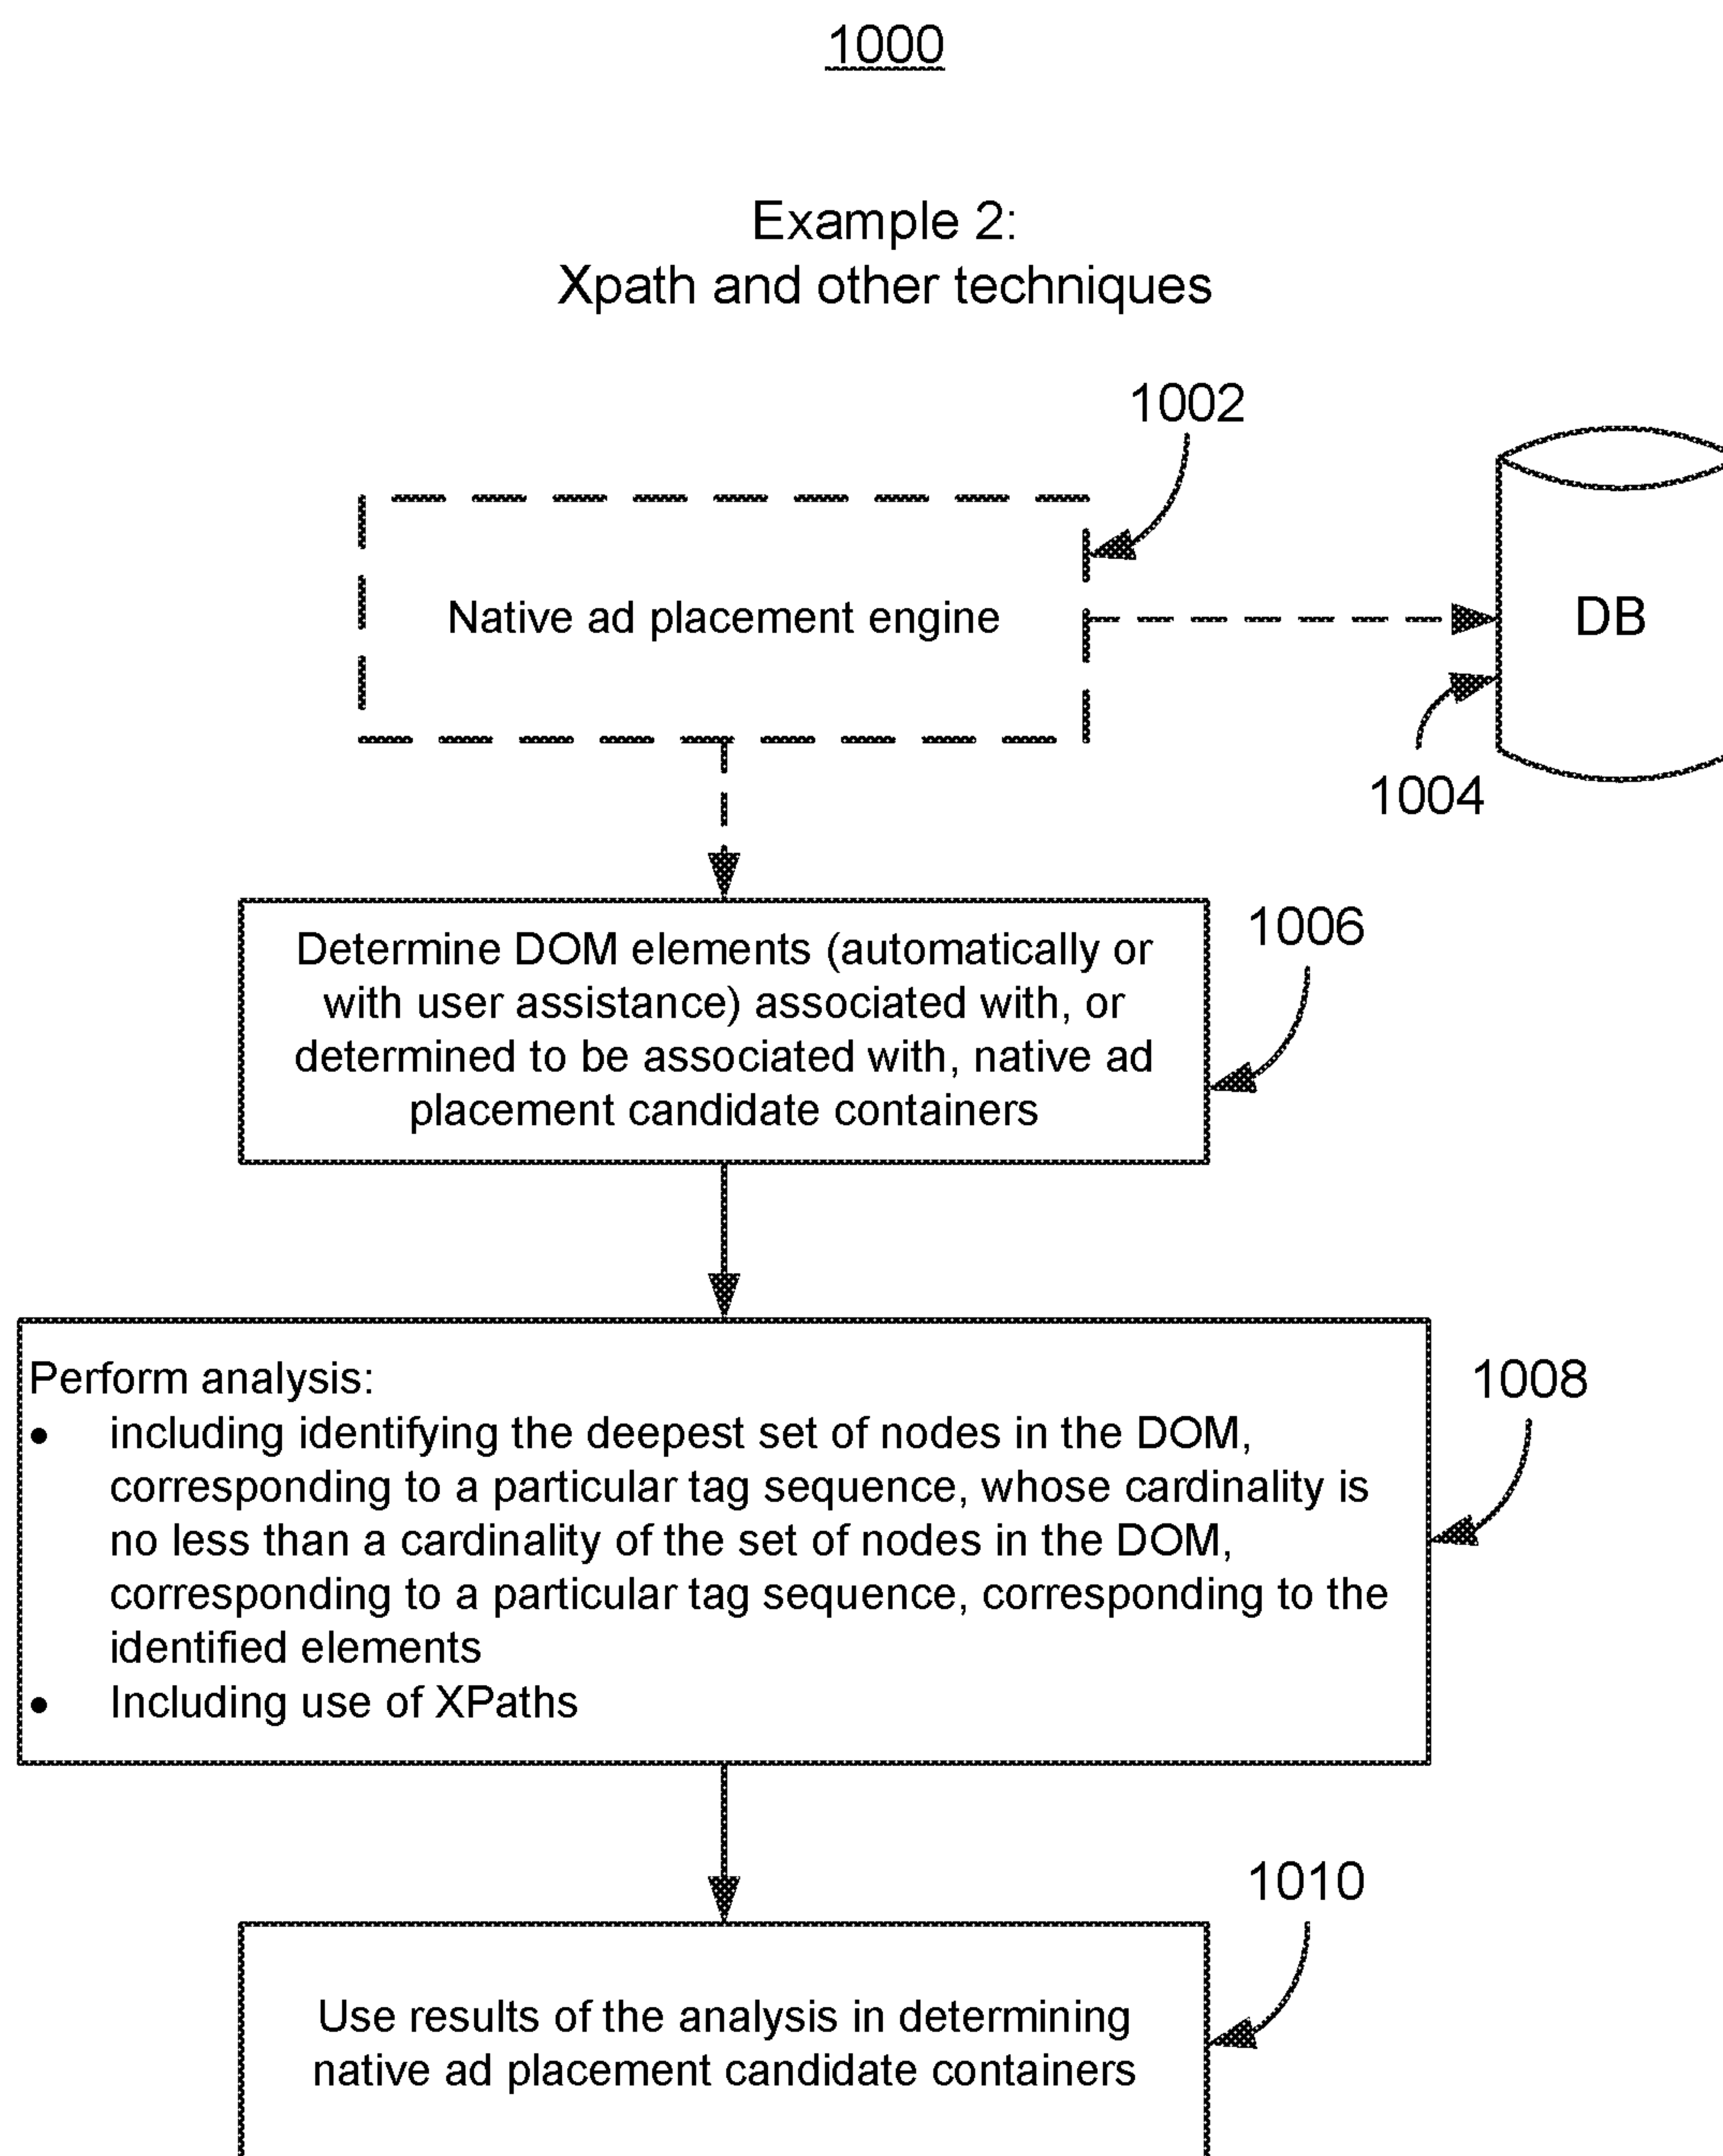 1000
Example 2:
Xpath and other techniques
1002
Native ad placement engine
DB
1004
Determine DOM elements (automatically or
with user assistance) associated with, or
determined to be associated with, native ad
placement candidate containers
1006
Perform analysis:
● including identifying the deepest set of nodes in the DOM,
corresponding to a particular tag sequence, whose cardinality is
no less than a cardinality of the set of nodes in the DOM,
corresponding to a particular tag sequence, corresponding to the
identified elements
● Including use of XPaths
1008
1010
Use results of the analysis in determining
native ad placement candidate containers